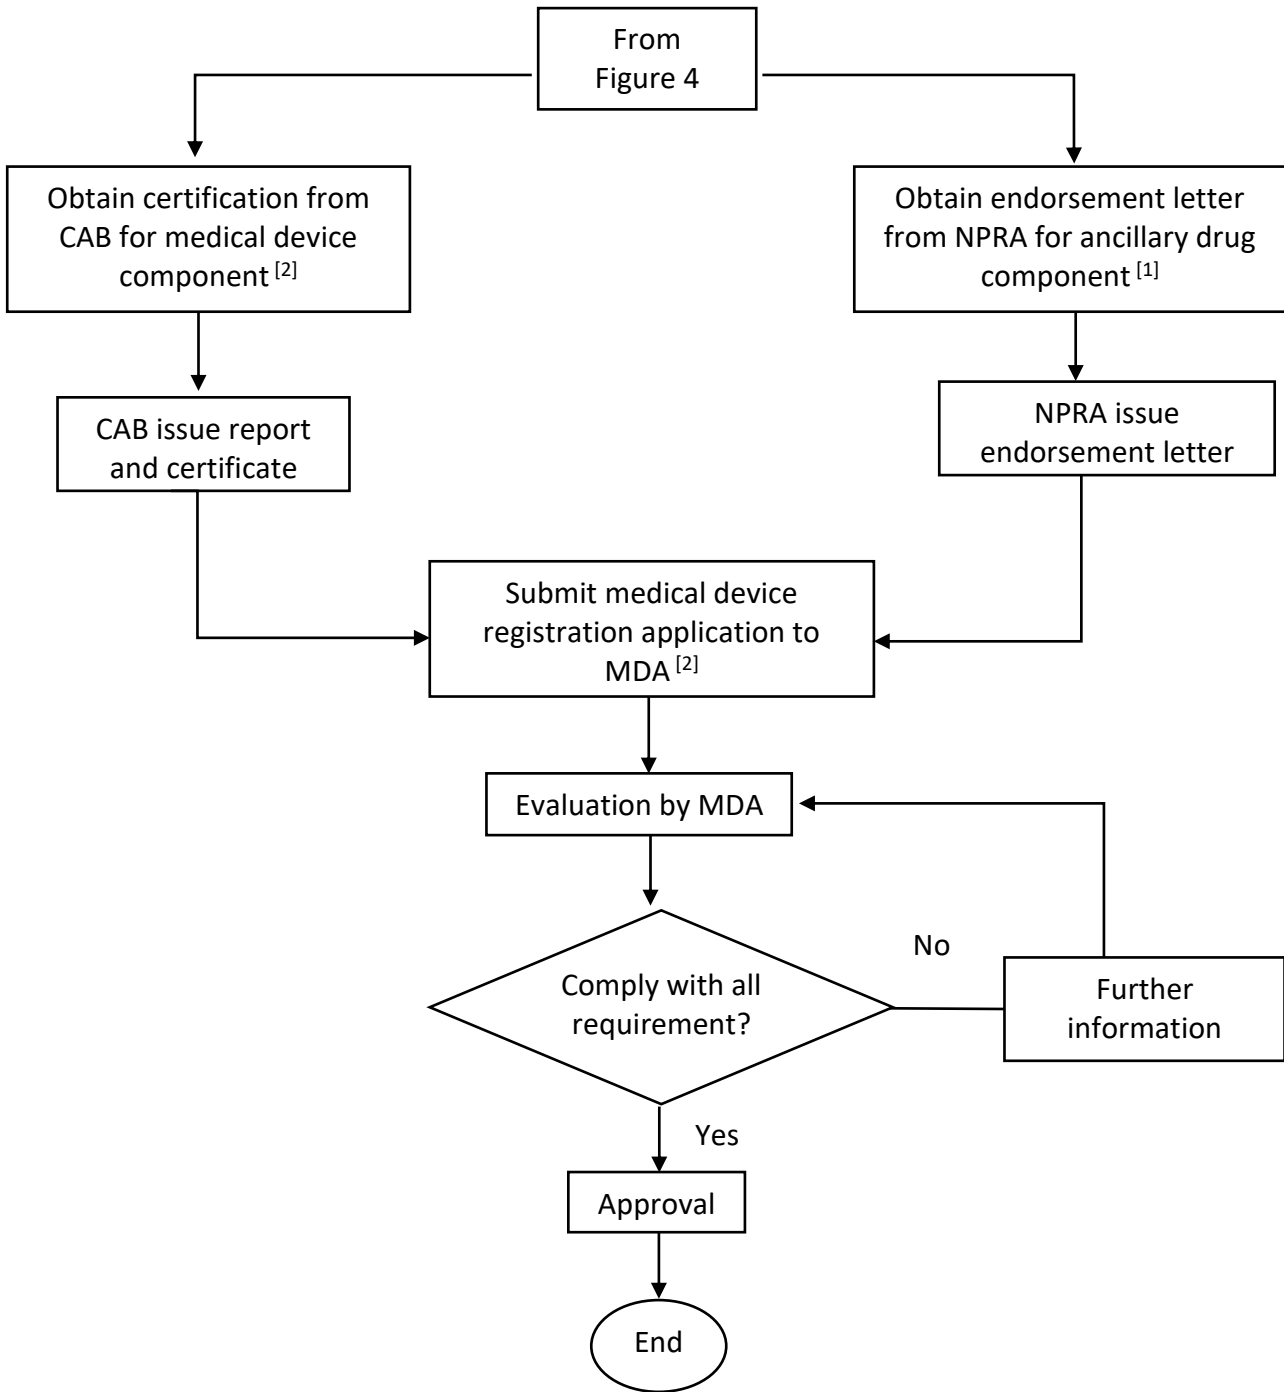 From
Figure 4
Obtain certification from
CAB for medical device
component [2]
Obtain endorsement letter
from NPRA for ancillary drug
component [1]
CAB issue report
and certificate
NPRA issue
endorsement letter
Submit medical device
registration application to
MDA [2]
Evaluation by MDA
Comply with all
requirement?
No
Further
information
Yes
Approval
End